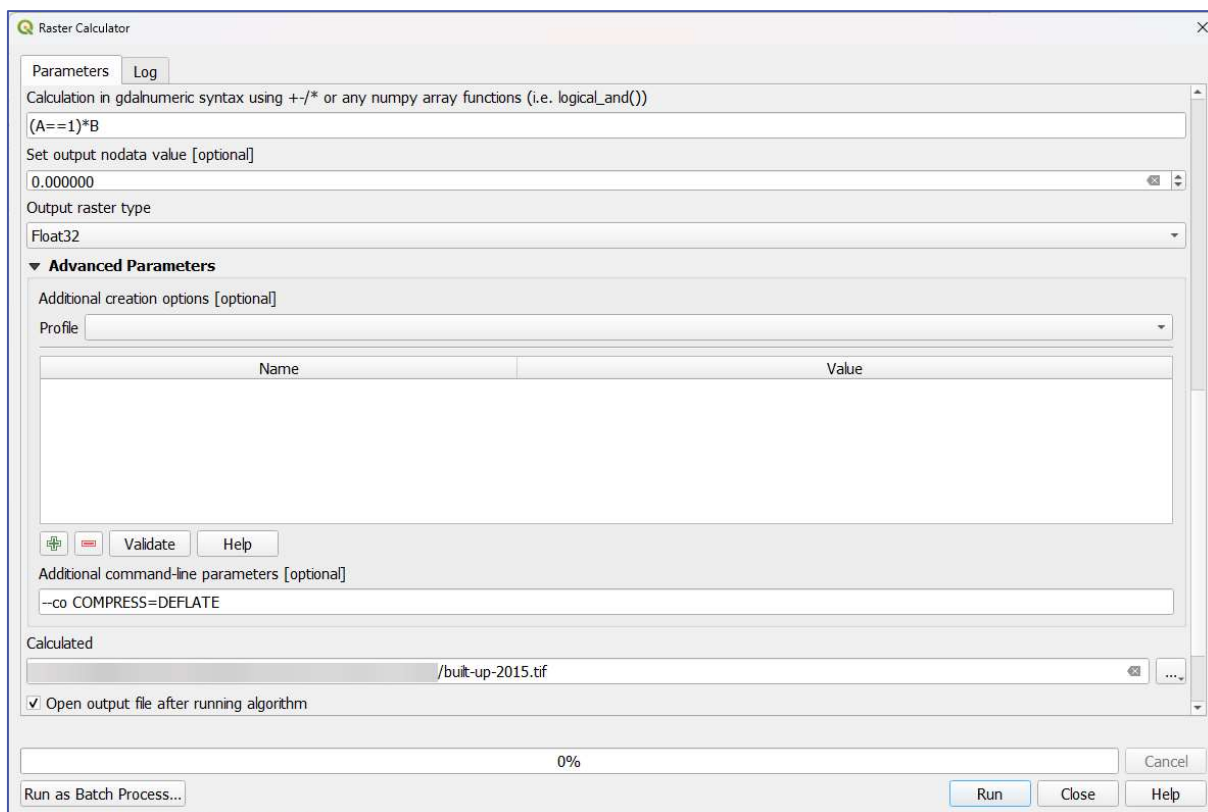 Raster Calculator
Parameters Log
Calculation in gdalnumeric syntax using +-/* or any numpy array functions (i.e. logical_and())
(A==1)*B
Set output nodata value [optional]
0.000000
Output raster type
Float32
Advanced Parameters
Additional creation options [optional]
Profile
Name Value
Validate Help
Additional command-line parameters [optional]
--co COMPRESS=DEFLATE
Calculated
/built-up-2015.tif
...
Open output file after running algorithm
0% Cancel
Run as Batch Process... Run Close Help